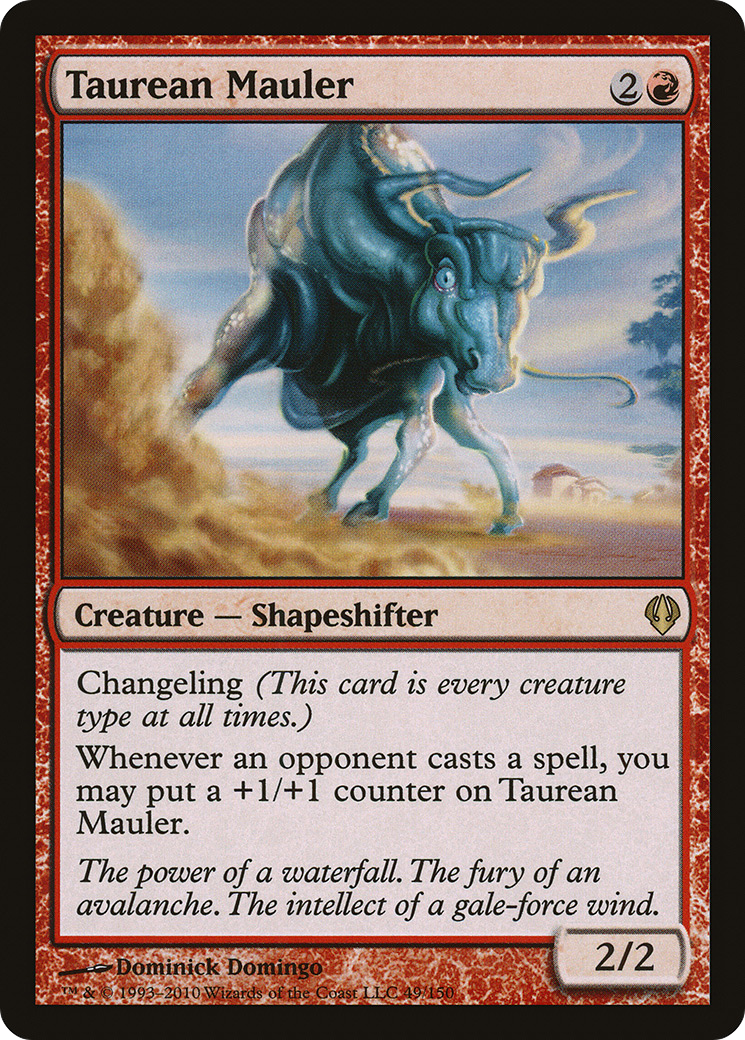 Taurean Mauler 2
Creature — Shapeshifter
Changeling (This card is every creature
type at all times.)
Whenever an opponent casts a spell, you
may put a +1/+1 counter on Taurean
Mauler.
The power of a waterfall. The fury of an
avalanche. The intellect of a gale-force wind.
2/2
Dominick Domingo
™ & © 1993–2010 Wizards of the Coast LLC 49/150